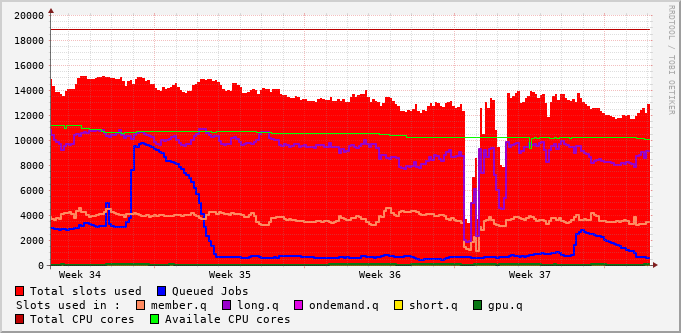 RRDTOOL / TOBI OETIKER
20000
18000
16000
14000
12000
10000
8000
6000
4000
2000
0
Week 34 Week 35 Week 36 Week 37
Total slots used Queued Jobs
Slots used in : member.q long.q ondemand.q short.q gpu.q
Total CPU cores Availale CPU cores